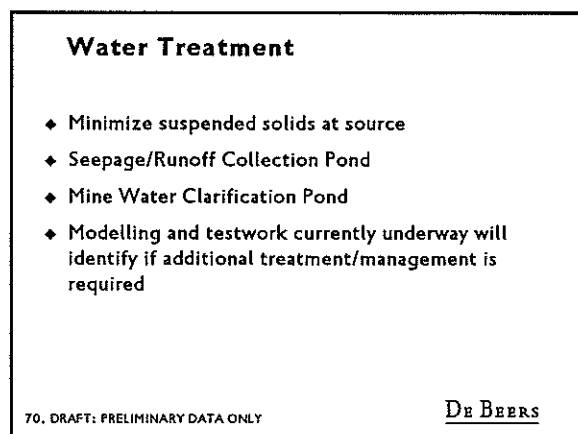 Water Treatment
◆ Minimize suspended solids at source
◆ Seepage/Runoff Collection Pond
◆ Mine Water Clarification Pond
◆ Modelling and testwork currently underway will
identify if additional treatment/management is
required
70. DRAFT: PRELIMINARY DATA ONLY
DE BEERS